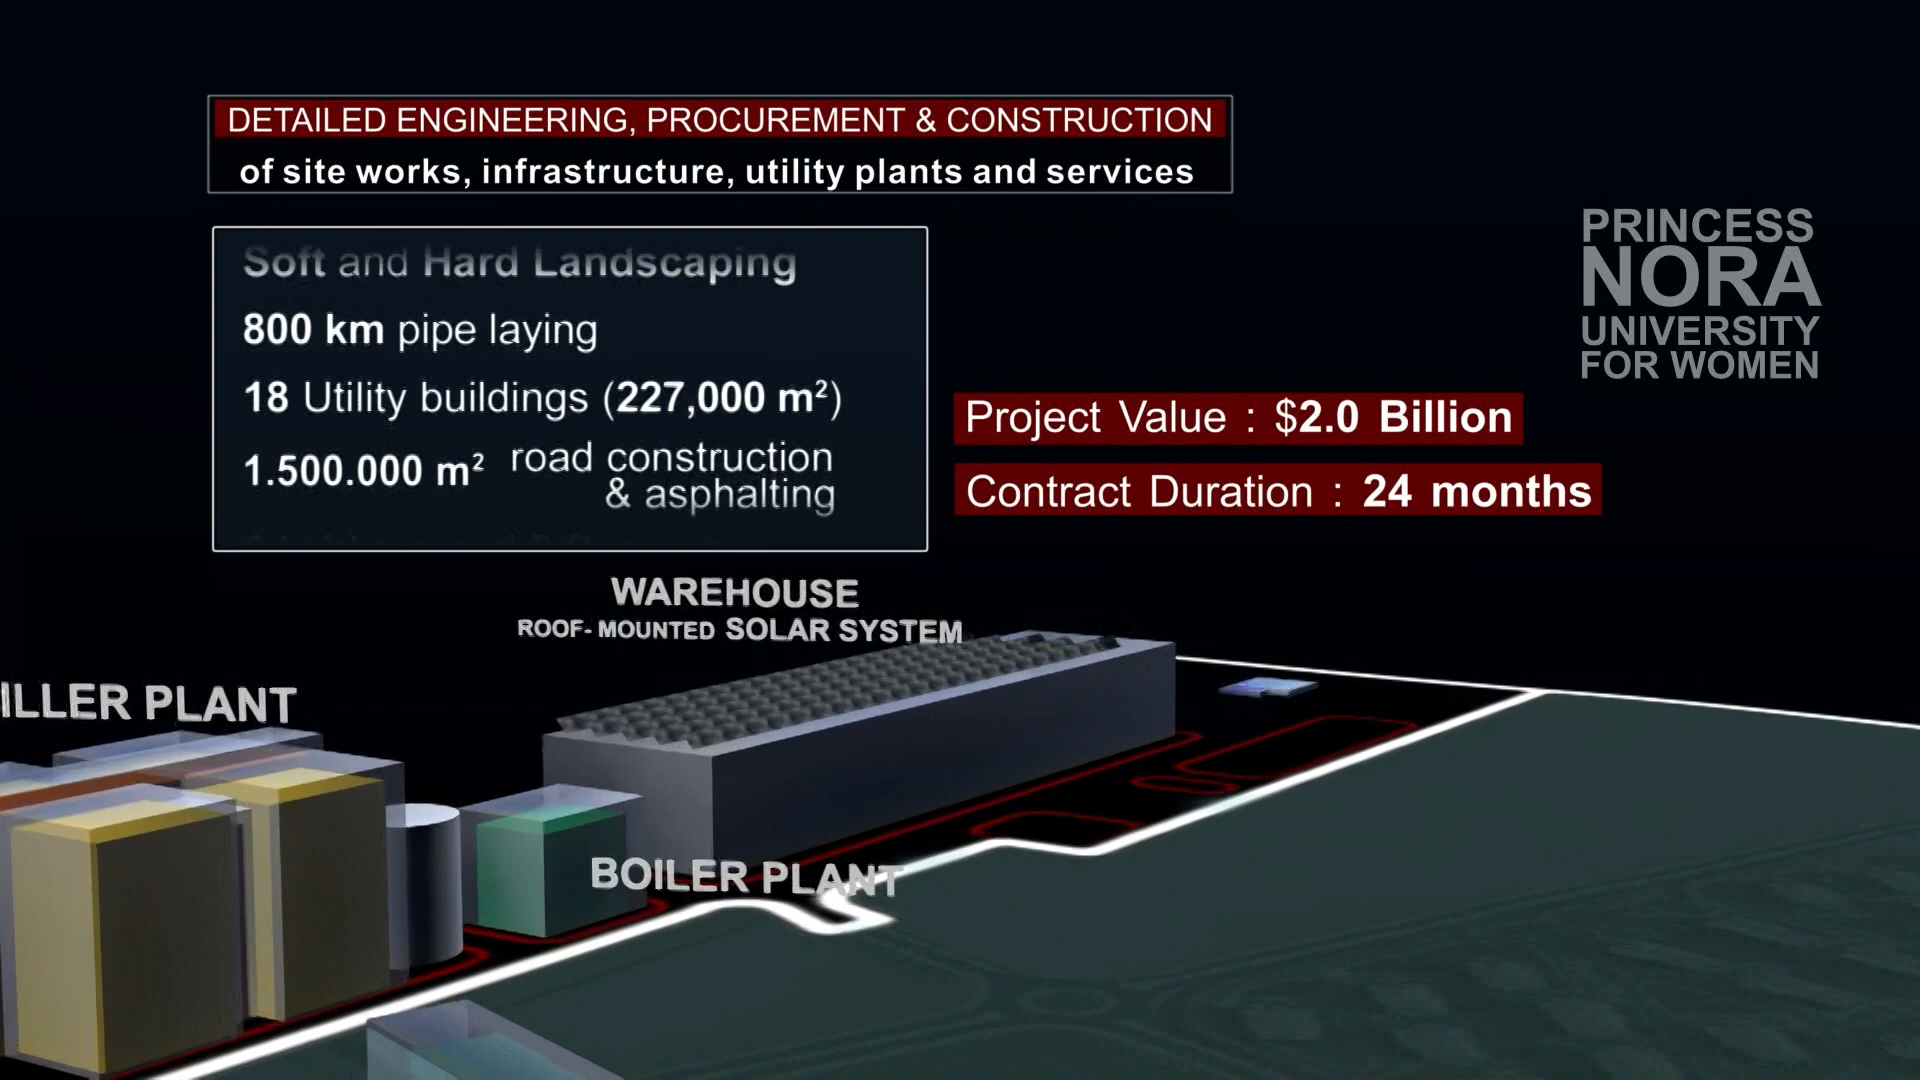 DETAILED ENGINEERING, PROCUREMENT & CONSTRUCTION
of site works, infrastructure, utility plants and services
Soft and Hard Landscaping
800 km pipe laying
18 Utility buildings (227,000 m²)
1.500.000 m² road construction
& asphalting
Project Value : $2.0 Billion
Contract Duration : 24 months
PRINCESS
NORA
UNIVERSITY
FOR WOMEN
WAREHOUSE
ROOF- MOUNTED SOLAR SYSTEM
ILLER PLANT
BOILER PLANT